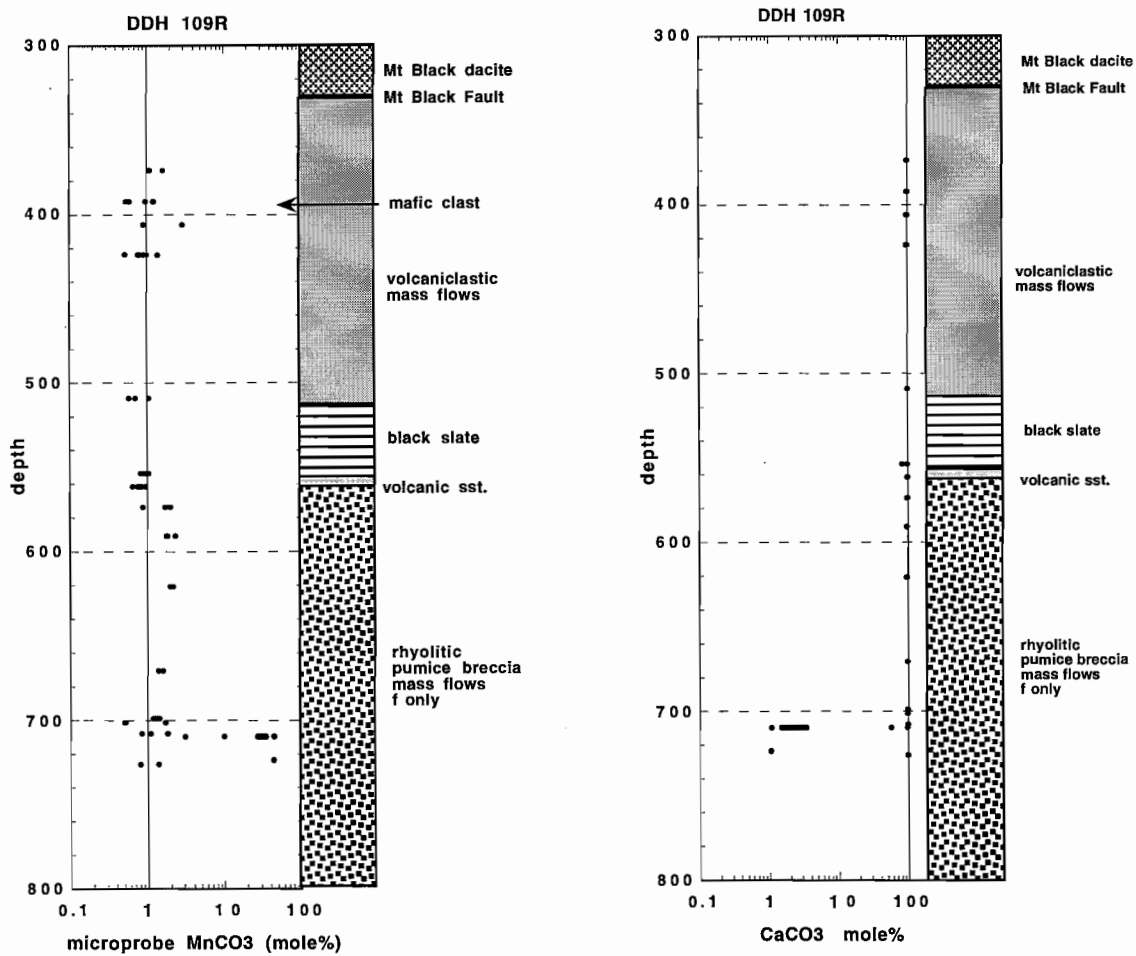 DDH 109R
300
400
500
600
700
800
depth
0.1
1
10
100
microprobe MnCO3 (mole%)
Mt Black dacite
Mt Black Fault
mafic clast
volcaniclastic
mass flows
black slate
volcanic sst.
rhyolitic
pumice breccia
mass flows
f only
DDH 109R
300
400
500
600
700
800
depth
0.1
1
10
100
CaCO3 mole%
Mt Black dacite
Mt Black Fault
volcaniclastic
mass flows
black slate
volcanic sst.
rhyolitic
pumice breccia
mass flows
f only